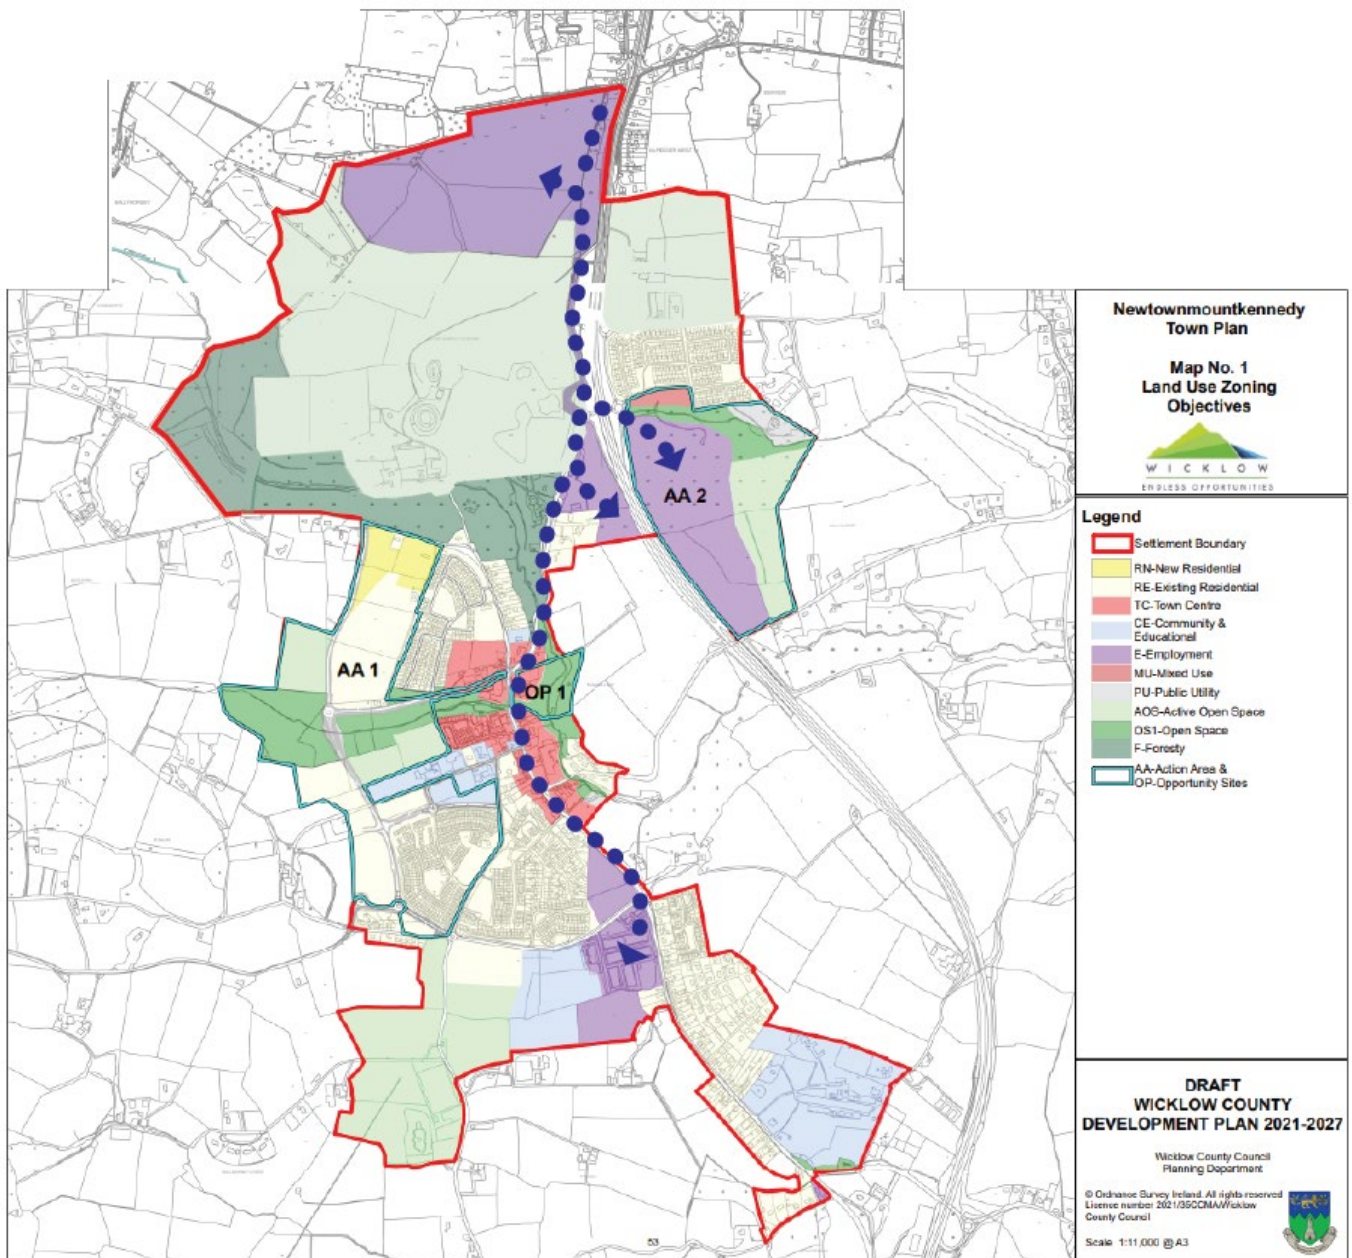 Newtownmountkennedy
Town Plan
Map No. 1
Land Use Zoning
Objectives
WICKLOW
ENDLESS OPPORTUNITIES
Legend
Settlement Boundary
RN-New Residential
RE-Existing Residential
TC-Town Centre
CE-Community &
Educational
E-Employment
MU-Mixed Use
PU-Public Utility
AOS-Active Open Space
OS1-Open Space
F-Foresty
AA-Action Area &
OP-Opportunity Sites
AA 2
AA 1
OP 1
DRAFT
WICKLOW COUNTY
DEVELOPMENT PLAN 2021-2027
Wicklow County Council
Planning Department
© Ordnance Survey Ireland. All rights reserved
Licence number 2021/35CCMA/Wicklow
County Council
Scale 1:11,000 @ A3
53